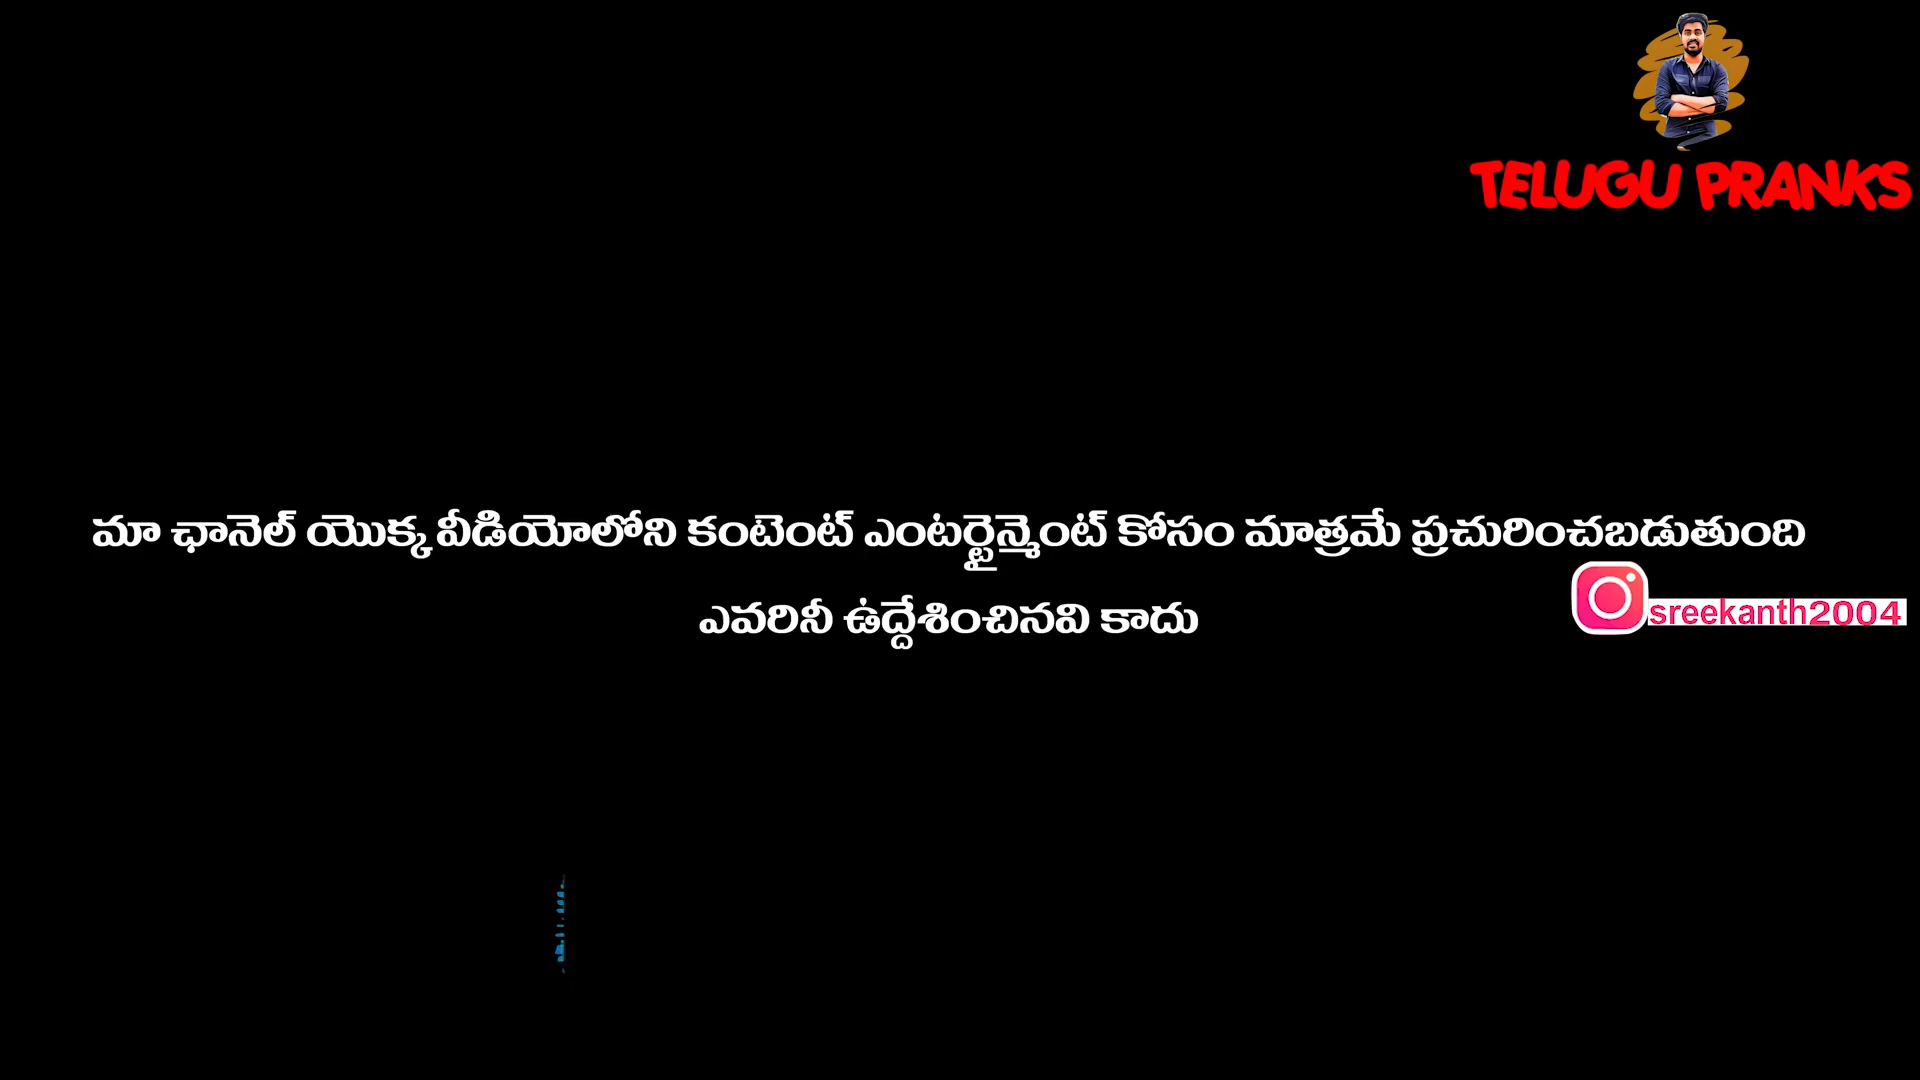 TELUGU PRANKS
మా ఛానెల్ యొక్క వీడియోలోని కంటెంట్ ఎంటర్టైన్మెంట్ కోసం మాత్రమే ప్రచురించబడుతుంది
ఎవరినీ ఉద్దేశించినవి కాదు
sreekanth2004